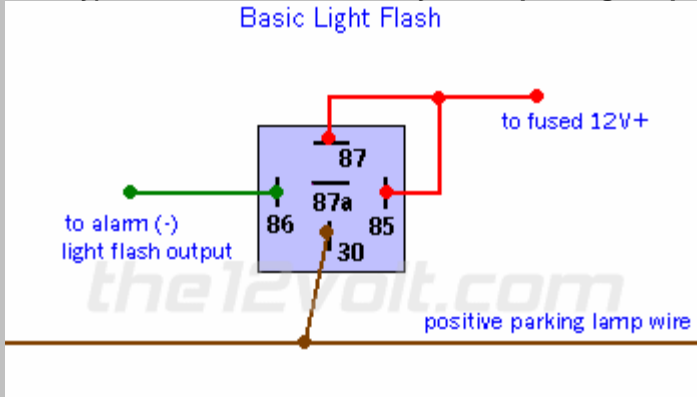 Basic Light Flash
to fused 12V+
87
87a
86
85
to alarm (-)
light flash output
30
the12volt.com
positive parking lamp wire